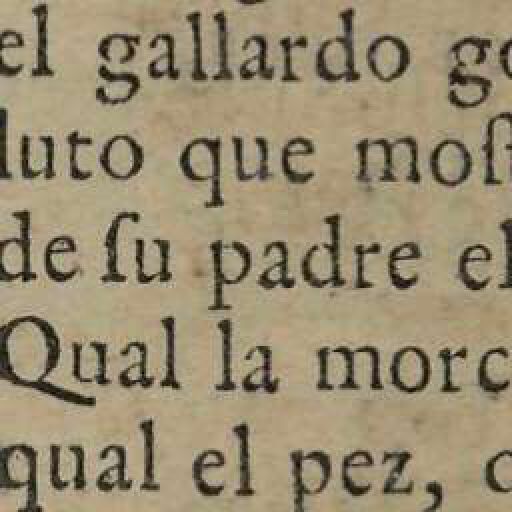 el gallardo go
luto que moſt
de ſu padre el
Qual la morc
qual el pez, c